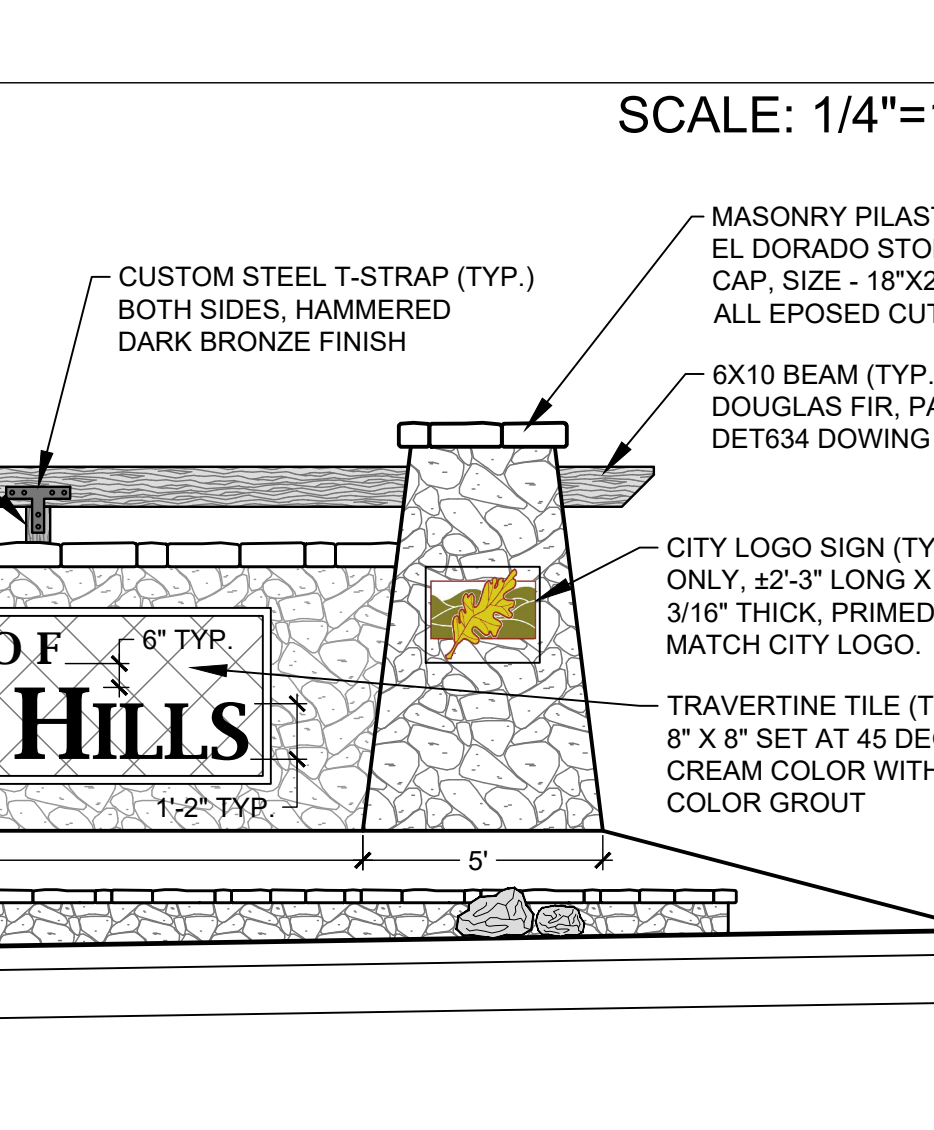 SCALE: 1/4"=
MASONRY PILAST
EL DORADO STO
CAP, SIZE - 18"X2
ALL EPOSED CUT
CUSTOM STEEL T-STRAP (TYP.)
BOTH SIDES, HAMMERED
DARK BRONZE FINISH
6X10 BEAM (TYP.
DOUGLAS FIR, PA
DET634 DOWING
CITY LOGO SIGN (TY
ONLY, ±2'-3" LONG X
3/16" THICK, PRIMED
MATCH CITY LOGO.
OF
6" TYP.
HILLS
1'-2" TYP.
TRAVERTINE TILE (T
8" X 8" SET AT 45 DE
CREAM COLOR WITH
COLOR GROUT
5'